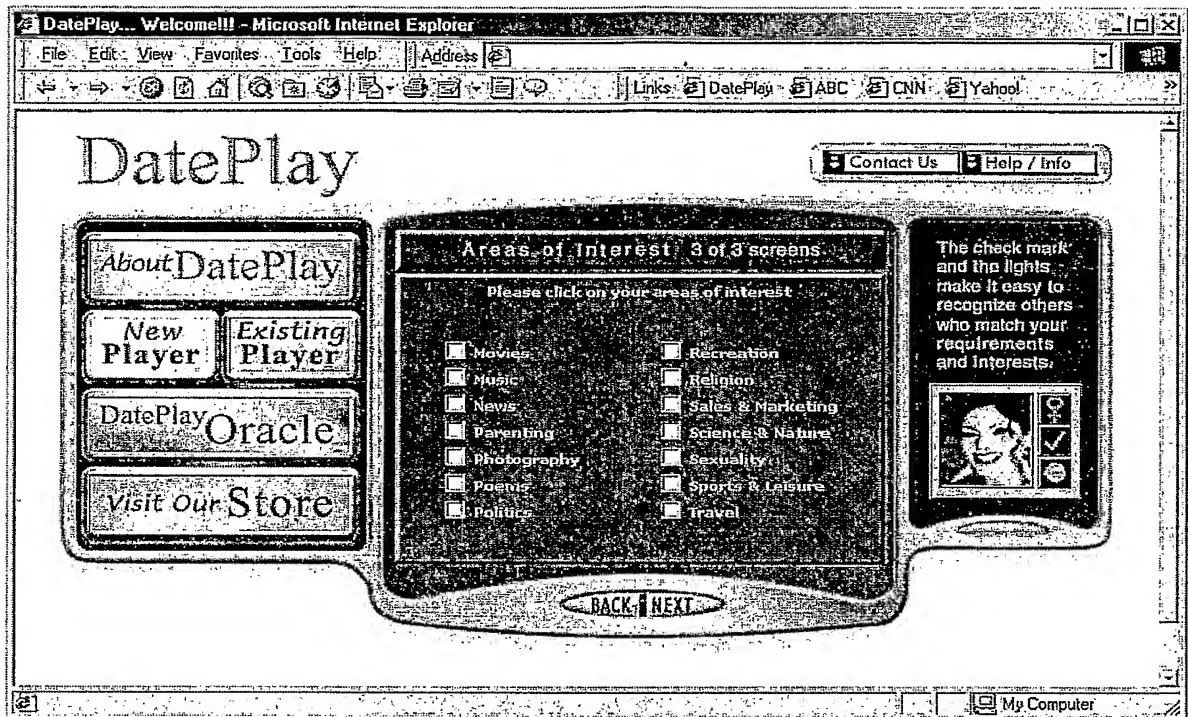 DatePlay... Welcome!!! - Microsoft Internet Explorer
File Edit View Favorites Tools Help Address
Links DatePlay ABC CNN Yahoo!
DatePlay
Contact Us Help / Info
About DatePlay
New Player
Existing Player
DatePlay Oracle
Visit Our Store
Areas of Interest 3 of 3 screens
Please click on your areas of interest
Movies
Music
News
Parenting
Photography
Poems
Politics
Recreation
Religion
Sales & Marketing
Science & Nature
Sexuality
Sports & Leisure
Travel
BACK NEXT
The check mark
and the lights
make it easy to
recognize others
who match your
requirements
and interests.
My Computer